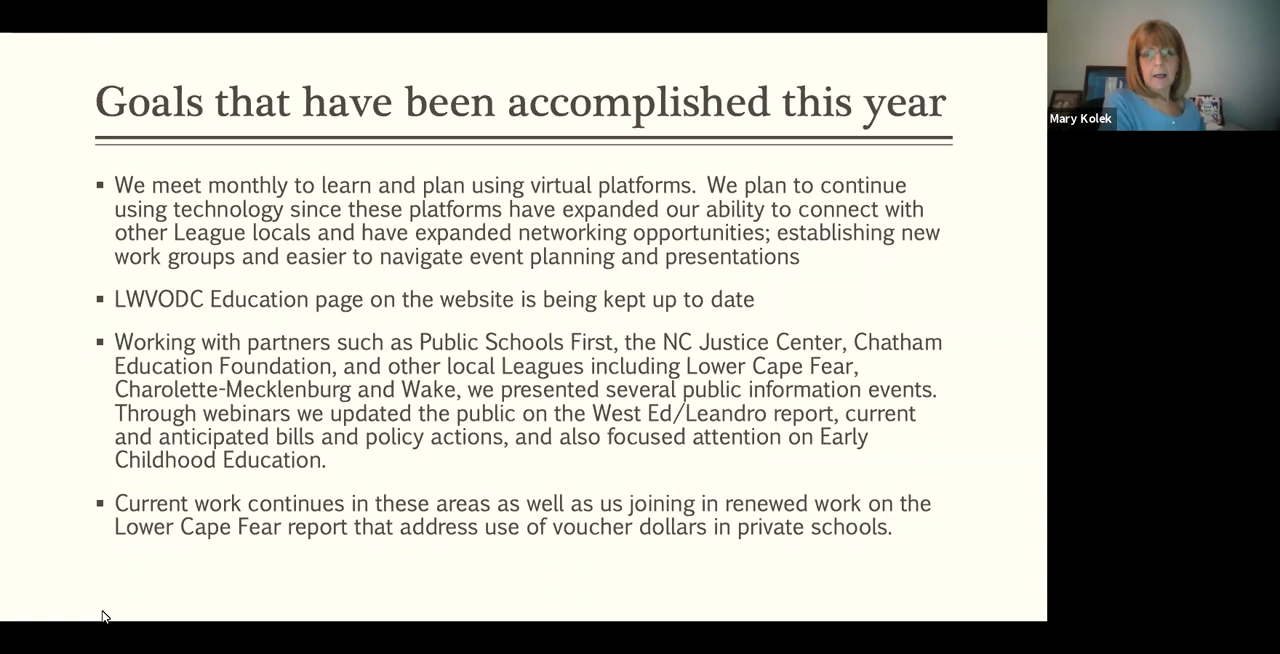 Goals that have been accomplished this year
▪ We meet monthly to learn and plan using virtual platforms. We plan to continue
using technology since these platforms have expanded our ability to connect with
other League locals and have expanded networking opportunities; establishing new
work groups and easier to navigate event planning and presentations
▪ LWVODC Education page on the website is being kept up to date
▪ Working with partners such as Public Schools First, the NC Justice Center, Chatham
Education Foundation, and other local Leagues including Lower Cape Fear,
Charolette-Mecklenburg and Wake, we presented several public information events.
Through webinars we updated the public on the West Ed/Leandro report, current
and anticipated bills and policy actions, and also focused attention on Early
Childhood Education.
▪ Current work continues in these areas as well as us joining in renewed work on the
Lower Cape Fear report that address use of voucher dollars in private schools.
Mary Kolek